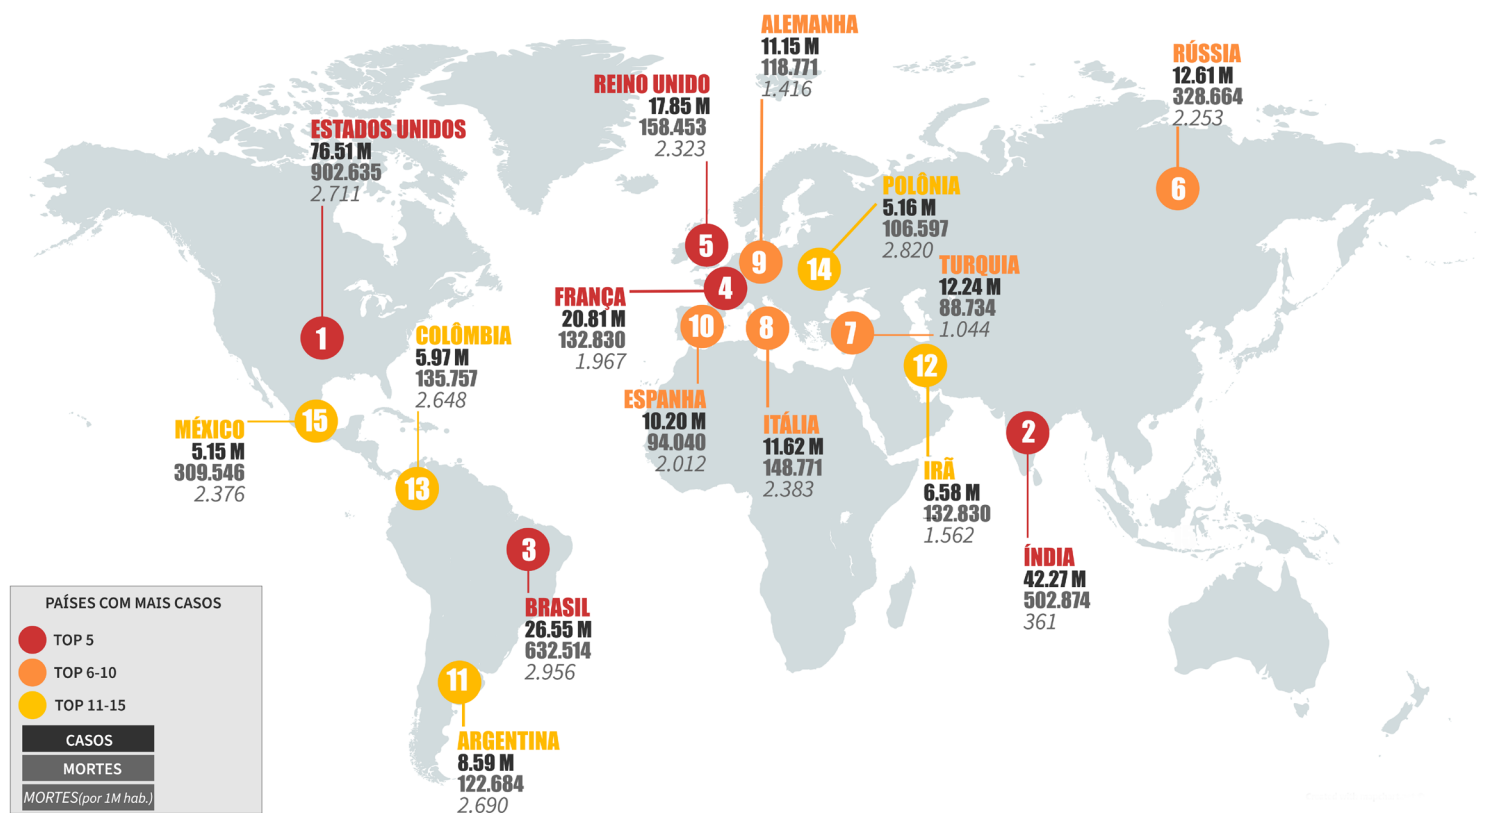 ALEMANHA
11.15 M
118.771
1.416
RÚSSIA
12.61 M
328.664
2.253
6
REINO UNIDO
17.85 M
158.453
2.323
5
ESTADOS UNIDOS
76.51 M
902.635
2.711
1
POLÔNIA
5.16 M
106.597
2.820
14
9
4
TURQUIA
12.24 M
88.734
1.044
7
FRANÇA
20.81 M
132.830
1.967
10
8
12
COLÔMBIA
5.97 M
135.757
2.648
13
ESPANHA
10.20 M
94.040
2.012
ITÁLIA
11.62 M
148.771
2.383
MÉXICO
5.15 M
309.546
2.376
15
2
IRÃ
6.58 M
132.830
1.562
3
ÍNDIA
42.27 M
502.874
361
BRASIL
26.55 M
632.514
2.956
11
ARGENTINA
8.59 M
122.684
2.690
PAÍSES COM MAIS CASOS
TOP 5
TOP 6-10
TOP 11-15
CASOS
MORTES
MORTES(por 1M hab.)